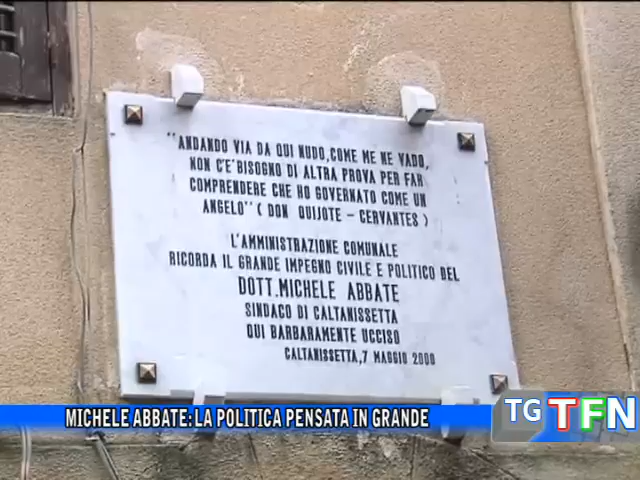 "ANDANDO VIA DA QUI NUDO, COME ME NE VADO,
NON C'E' BISOGNO DI ALTRA PROVA PER FAR
COMPRENDERE CHE HO GOVERNATO COME UN
ANGELO" ( DON QUIJOTE - CERVANTES )
L'AMMINISTRAZIONE COMUNALE
RICORDA IL GRANDE IMPEGNO CIVILE E POLITICO DEL
DOTT. MICHELE ABBATE
SINDACO DI CALTANISSETTA
QUI BARBARAMENTE UCCISO
CALTANISSETTA, 7 MAGGIO 2000
MICHELE ABBATE: LA POLITICA PENSATA IN GRANDE
TG TFN